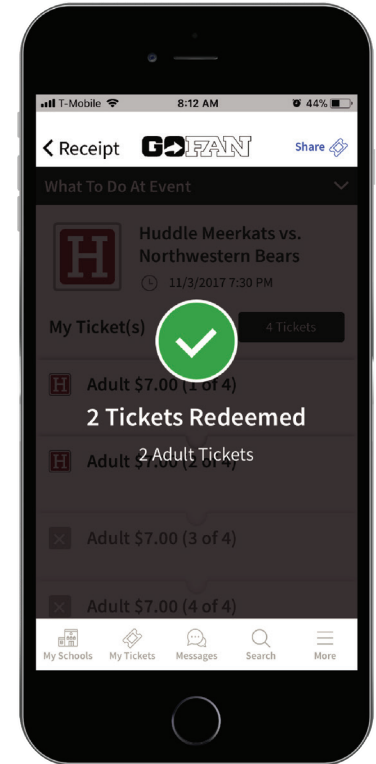 T-Mobile 8:12 AM 44%
Receipt GOFAN Share
What To Do At Event
H
Huddle Meerkats vs.
Northwestern Bears
11/3/2017 7:30 PM
My Ticket(s) 4 Tickets
H Adult $7.00 (1 of 4)
2 Tickets Redeemed
H Adult $7.00 (2 of 4)
2 Adult Tickets
Adult $7.00 (3 of 4)
Adult $7.00 (4 of 4)
My Schools My Tickets Messages Search More